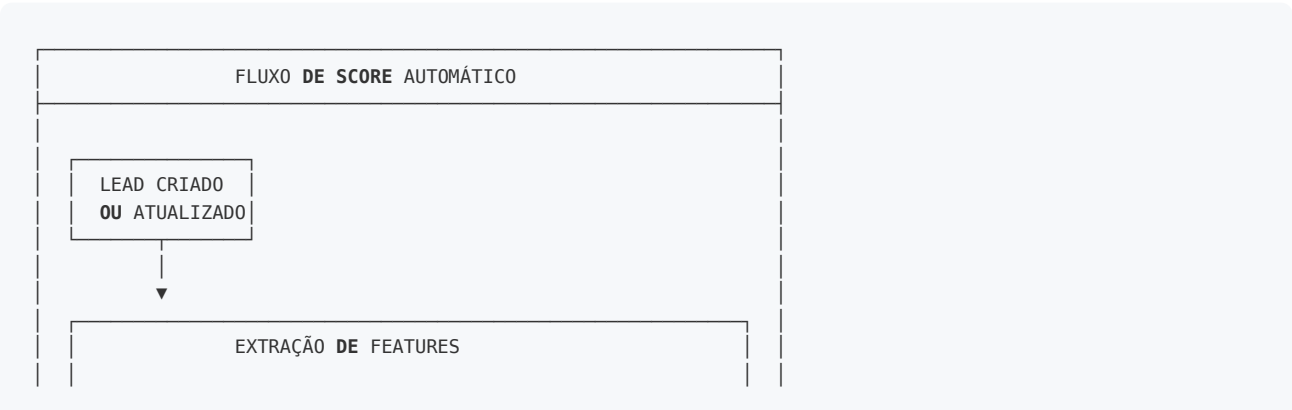 FLUXO DE SCORE AUTOMÁTICO
LEAD CRIADO
OU ATUALIZADO
EXTRAÇÃO DE FEATURES